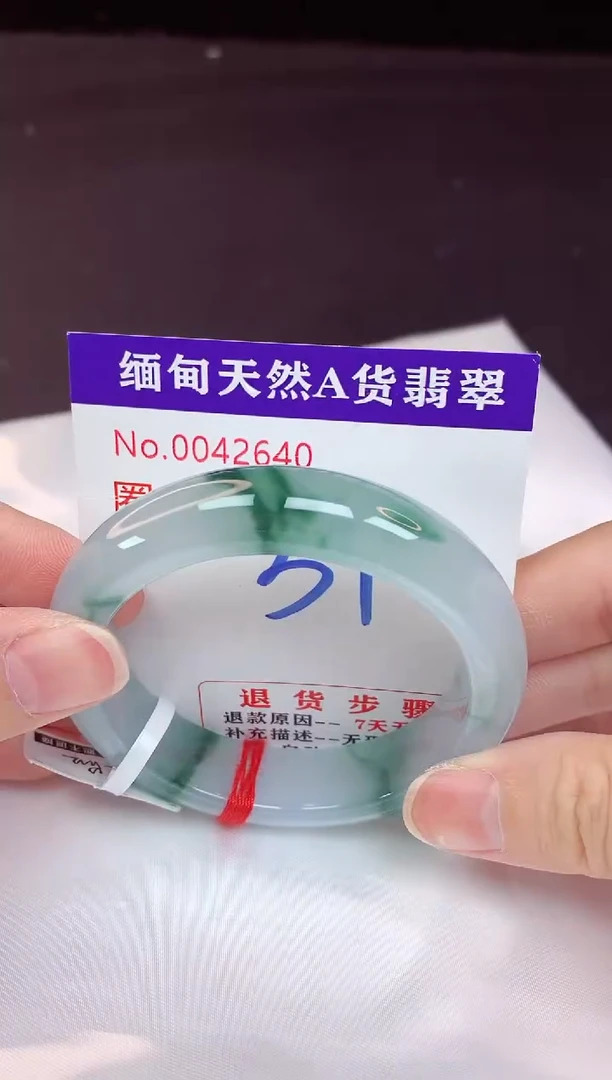 缅甸天然A货翡翠
No.0042640
圈
51
退货步骤
退款原因--7天无
补充描述--无